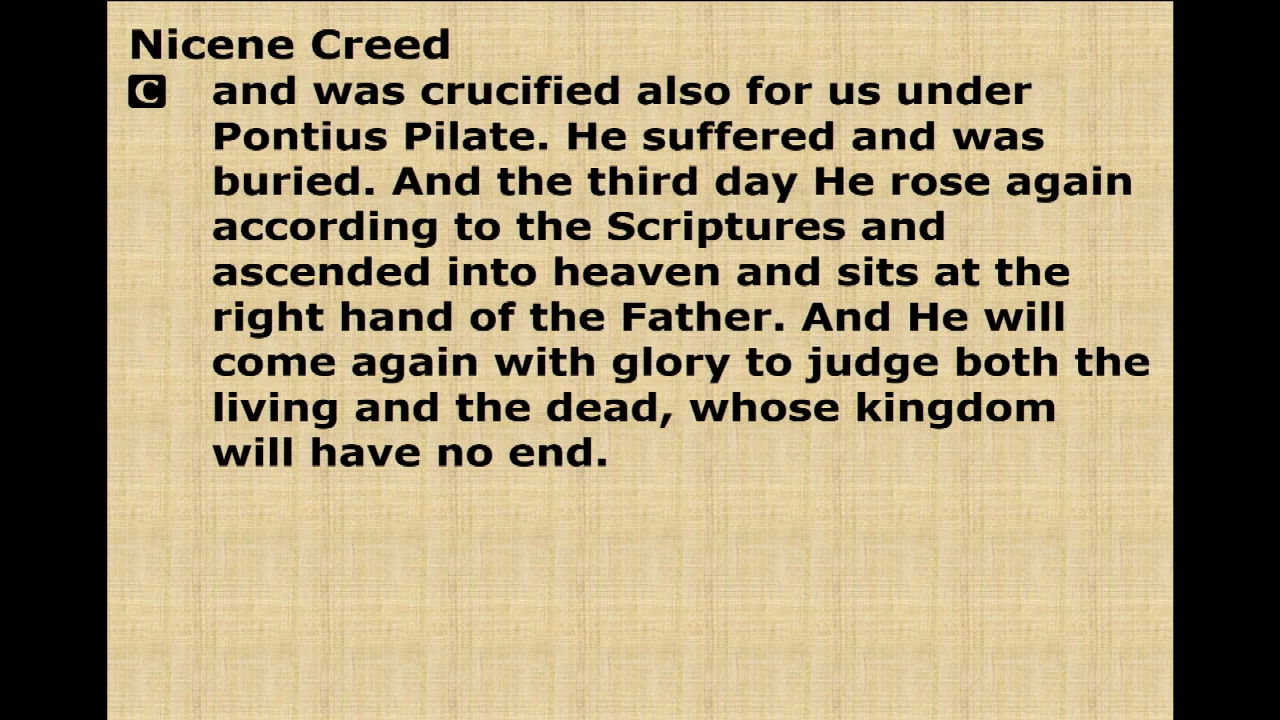 Nicene Creed
C and was crucified also for us under
Pontius Pilate. He suffered and was
buried. And the third day He rose again
according to the Scriptures and
ascended into heaven and sits at the
right hand of the Father. And He will
come again with glory to judge both the
living and the dead, whose kingdom
will have no end.